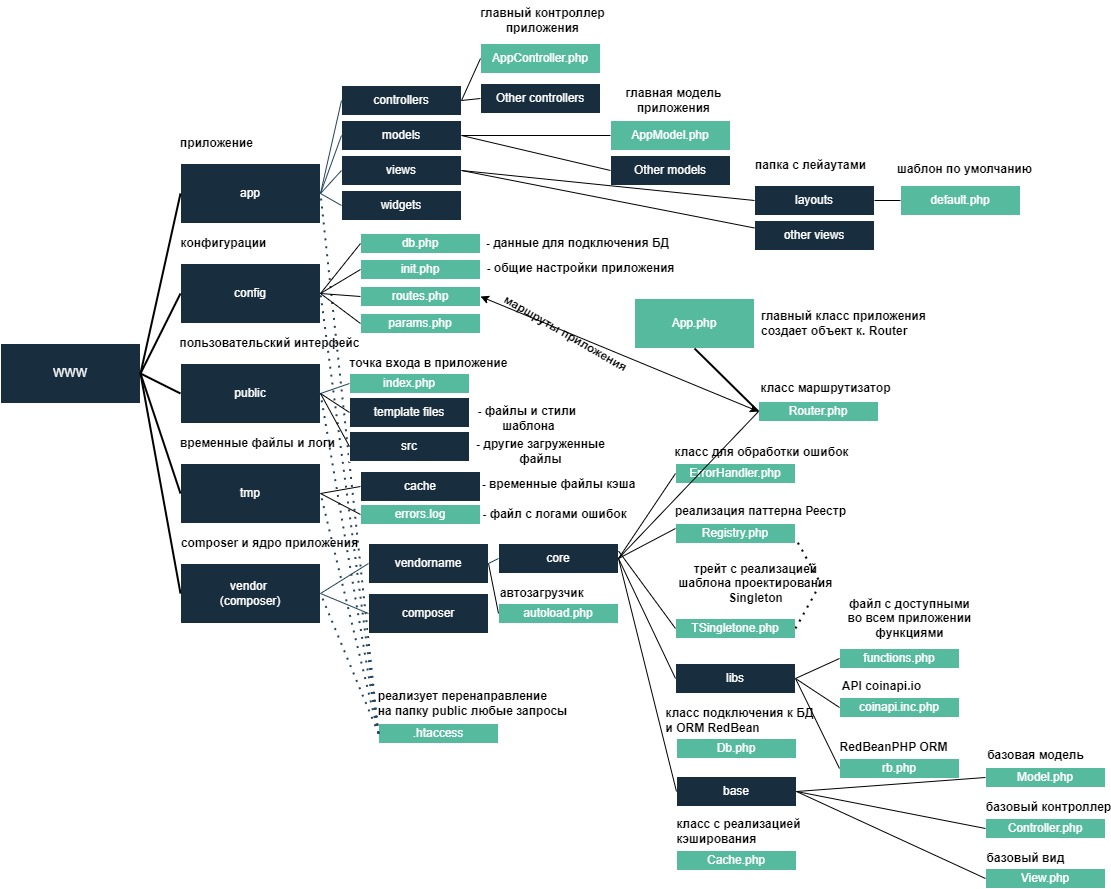 главный контроллер
приложения
AppController.php
Other controllers
controllers
главная модель
приложения
models
AppModel.php
Other models
приложение
app
views
папка с лейаутами
layouts
шаблон по умолчанию
default.php
other views
widgets
конфигурации
config
db.php
- данные для подключения БД
init.php
- общие настройки приложения
routes.php
params.php
маршруты приложения
App.php
главный класс приложения
создает объект к. Router
www
пользовательский интерфейс
public
точка входа в приложение
index.php
template files
- файлы и стили
шаблона
src
- другие загруженные
файлы
класс маршрутизатор
Router.php
временные файлы и логи
tmp
cache
- временные файлы кэша
errors.log
- файл с логами ошибок
класс для обработки ошибок
ErrorHandler.php
реализация паттерна Реестр
Registry.php
composer и ядро приложения
vendor
(composer)
vendorname
core
composer
автозагрузчик
autoload.php
трейт с реализацией
шаблона проектирования
Singleton
TSingletone.php
файл с доступными
во всем приложении
функциями
functions.php
libs
API coinapi.io
coinapi.inc.php
RedBeanPHP ORM
rb.php
реализует перенаправление
на папку public любые запросы
.htaccess
класс подключения к БД
и ORM RedBean
Db.php
base
базовая модель
Model.php
базовый контроллер
Controller.php
базовый вид
View.php
класс с реализацией
кэширования
Cache.php